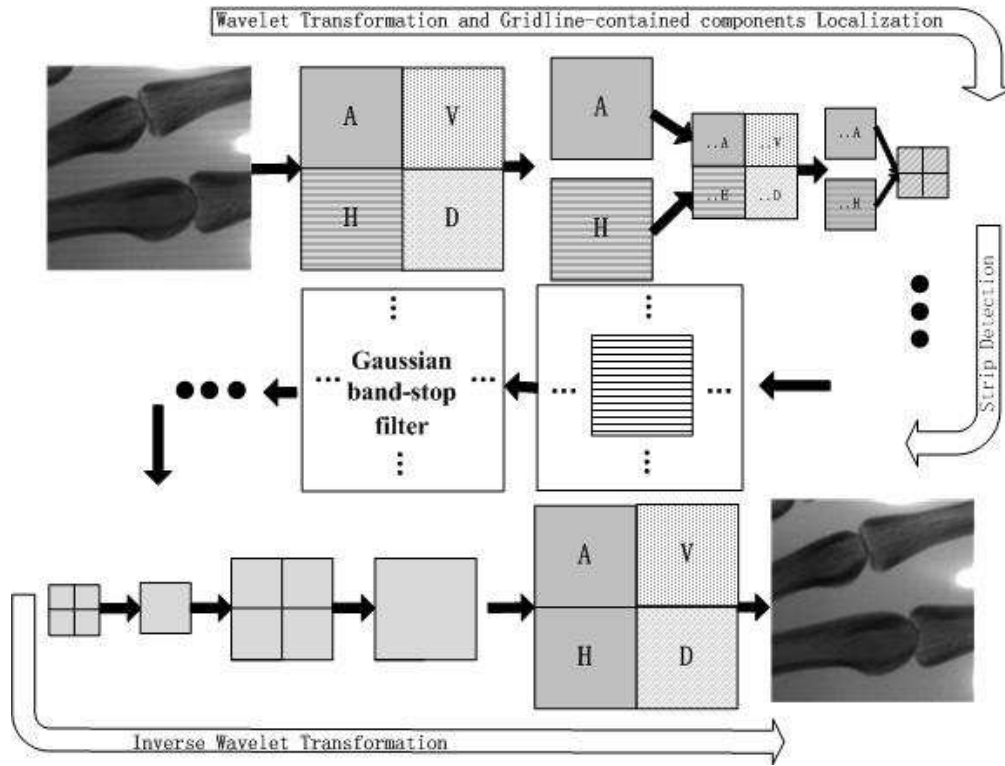 Wavelet Transformation and Gridline-contained components Localization
A V
H D
A
H
..A ..V
..H ..D
..A
..H
Strip Detection
Gaussian
band-stop
filter
A V
H D
Inverse Wavelet Transformation